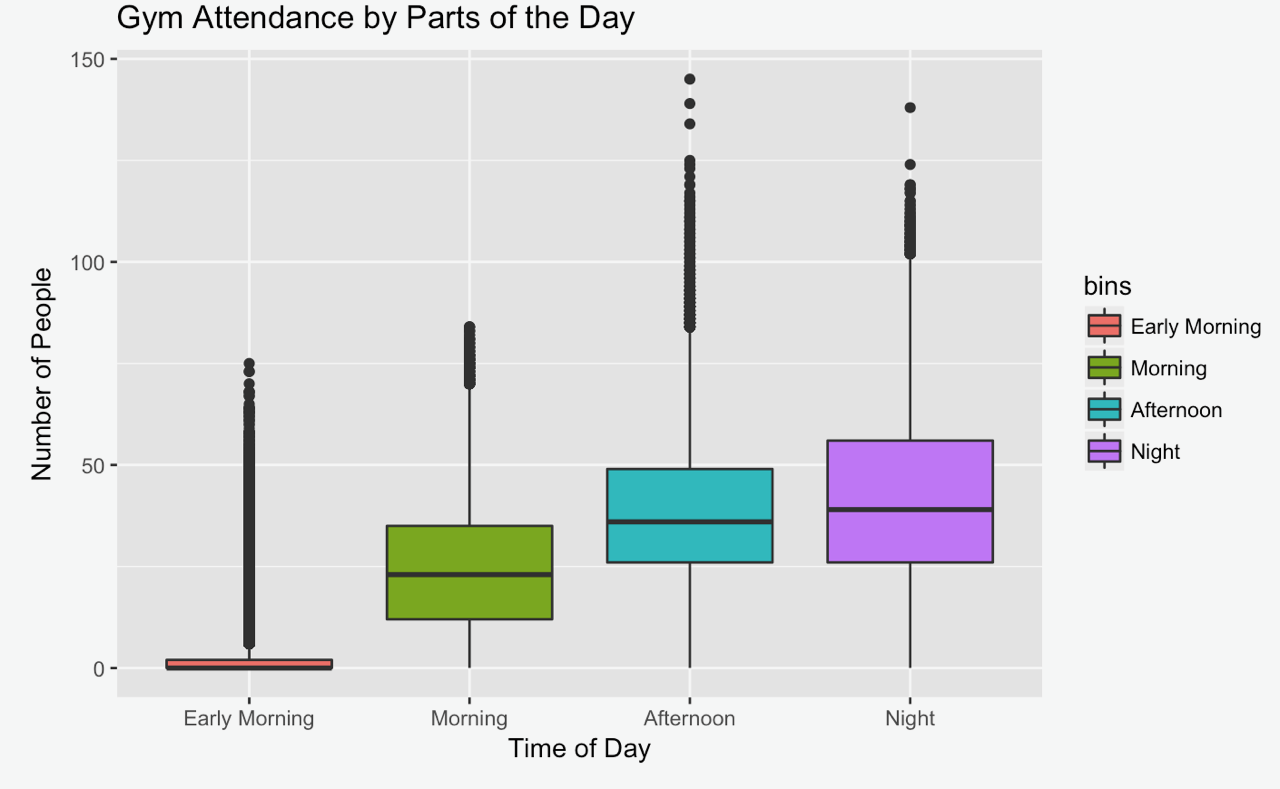 Gym Attendance by Parts of the Day
Number of People
150
100
50
0
Early Morning
Morning
Afternoon
Night
Time of Day
bins
Early Morning
Morning
Afternoon
Night